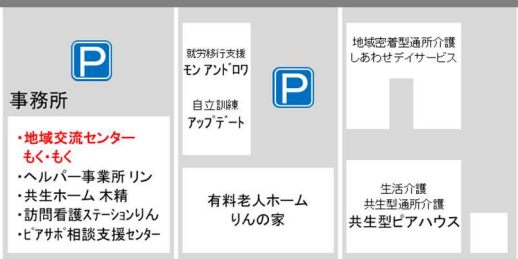 P
事務所
・地域交流センター
もく・もく
・ヘルパー事業所 リン
・共生ホーム 木精
・訪問看護ステーションりん
・ピアサポ相談支援センター
就労移行支援
モン アンドロワ
自立訓練
アップデート
P
有料老人ホーム
りんの家
地域密着型通所介護
しあわせデイサービス
生活介護
共生型通所介護
共生型ピアハウス